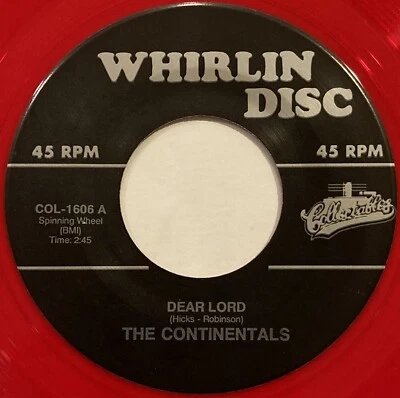 WHIRLIN
DISC
45 RPM
45 RPM
COL-1606 A
Spinning Wheel
(BMI)
Time: 2:45
Collectables
DEAR LORD
(Hicks - Robinson)
THE CONTINENTALS